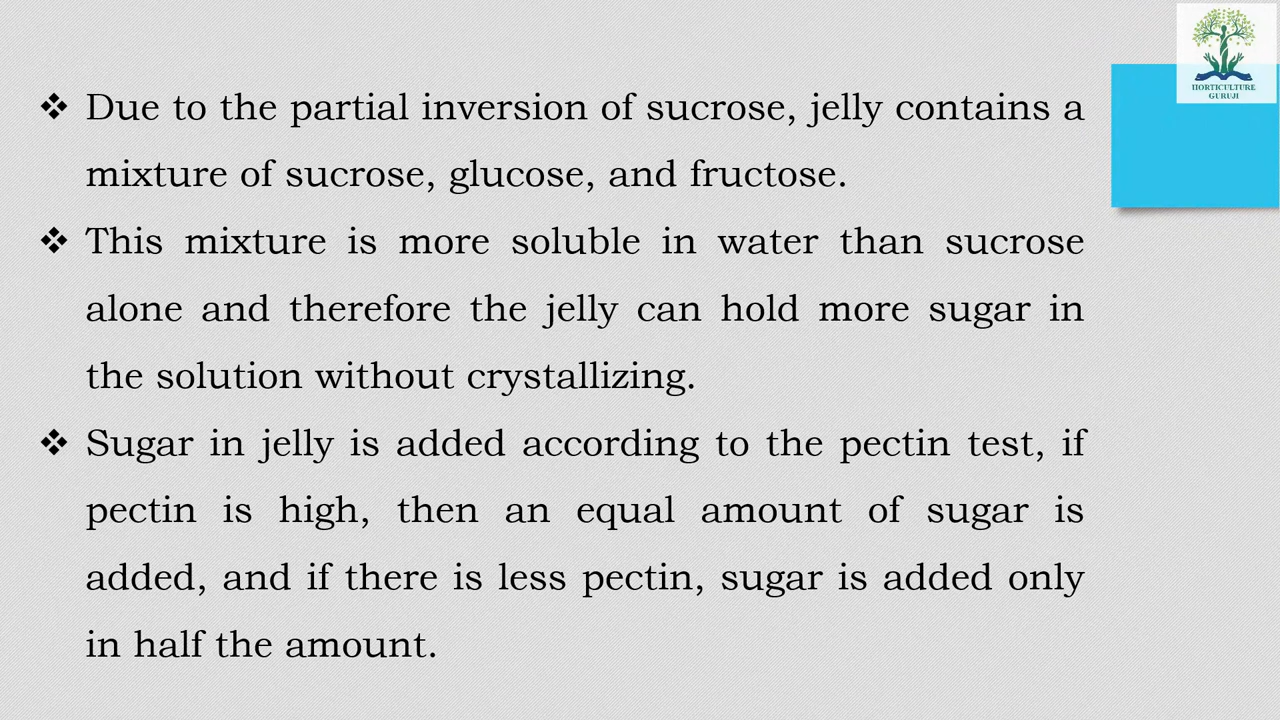 HORTICULTURE
GURUJI
❖ Due to the partial inversion of sucrose, jelly contains a
mixture of sucrose, glucose, and fructose.
❖ This mixture is more soluble in water than sucrose
alone and therefore the jelly can hold more sugar in
the solution without crystallizing.
❖ Sugar in jelly is added according to the pectin test, if
pectin is high, then an equal amount of sugar is
added, and if there is less pectin, sugar is added only
in half the amount.